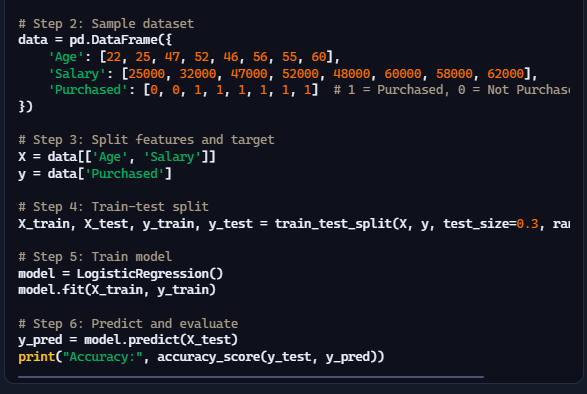 # Step 2: Sample dataset
data = pd.DataFrame({
    'Age': [22, 25, 47, 52, 46, 56, 55, 60],
    'Salary': [25000, 32000, 47000, 52000, 48000, 60000, 58000, 62000],
    'Purchased': [0, 0, 1, 1, 1, 1, 1, 1]  # 1 = Purchased, 0 = Not
})
# Step 3: Split features and target
X = data[['Age', 'Salary']]
y = data['Purchased']
# Step 4: Train-test split
X_train, X_test, y_train, y_test = train_test_split(X, y, test_size=0.3,
# Step 5: Train model
model = LogisticRegression()
model.fit(X_train, y_train)
# Step 6: Predict and evaluate
y_pred = model.predict(X_test)
print("Accuracy:", accuracy_score(y_test, y_pred))